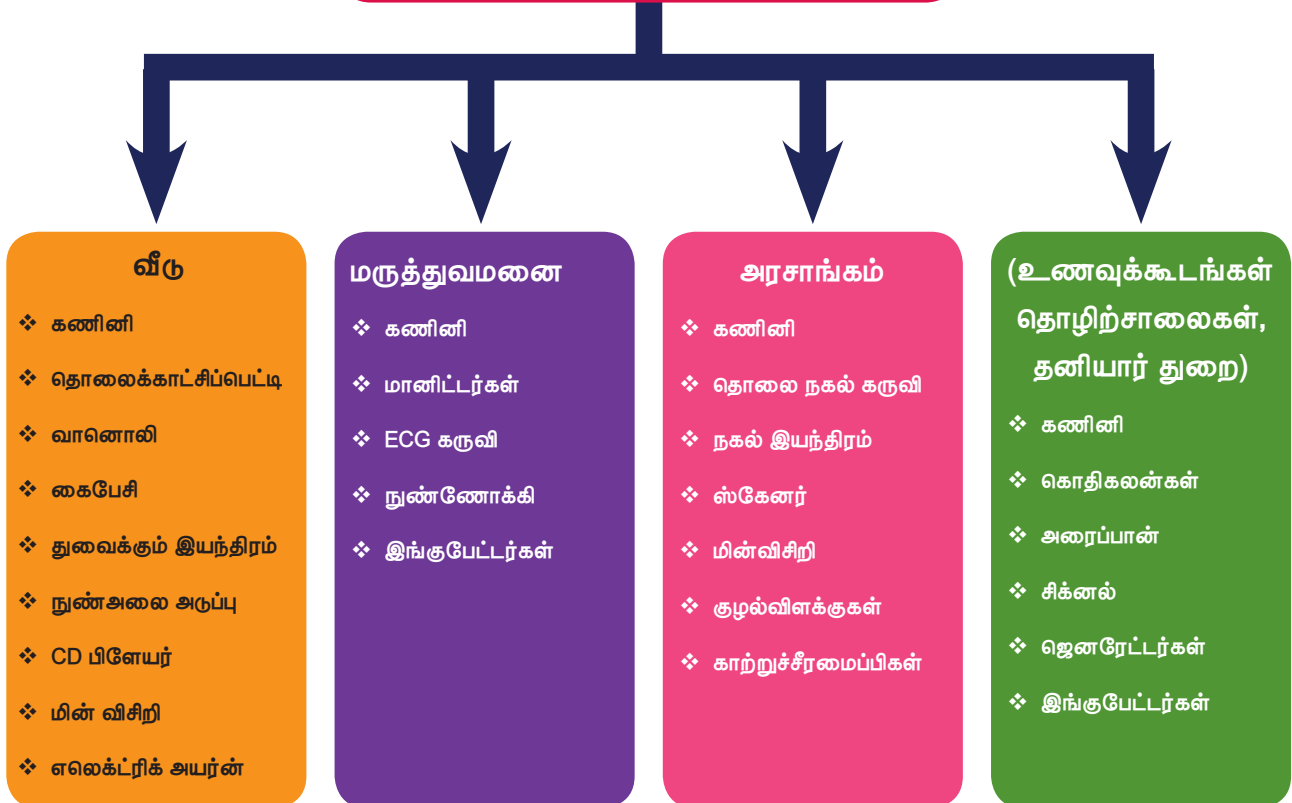 வீடு
❖ கணினி
❖ தொலைக்காட்சிப்பெட்டி
❖ வானொலி
❖ கைபேசி
❖ துவைக்கும் இயந்திரம்
❖ நுண்அலை அடுப்பு
❖ CD பிளேயர்
❖ மின் விசிறி
❖ எலெக்ட்ரிக் அயர்ன்
மருத்துவமனை
❖ கணினி
❖ மானிட்டர்கள்
❖ ECG கருவி
❖ நுண்ணோக்கி
❖ இங்குபேட்டர்கள்
அரசாங்கம்
❖ கணினி
❖ தொலை நகல் கருவி
❖ நகல் இயந்திரம்
❖ ஸ்கேனர்
❖ மின்விசிறி
❖ குழல்விளக்குகள்
❖ காற்றுச்சீரமைப்பிகள்
(உணவுக்கூடங்கள்
தொழிற்சாலைகள்,
தனியார் துறை)
❖ கணினி
❖ கொதிகலன்கள்
❖ அரைப்பான்
❖ சிக்னல்
❖ ஜெனரேட்டர்கள்
❖ இங்குபேட்டர்கள்